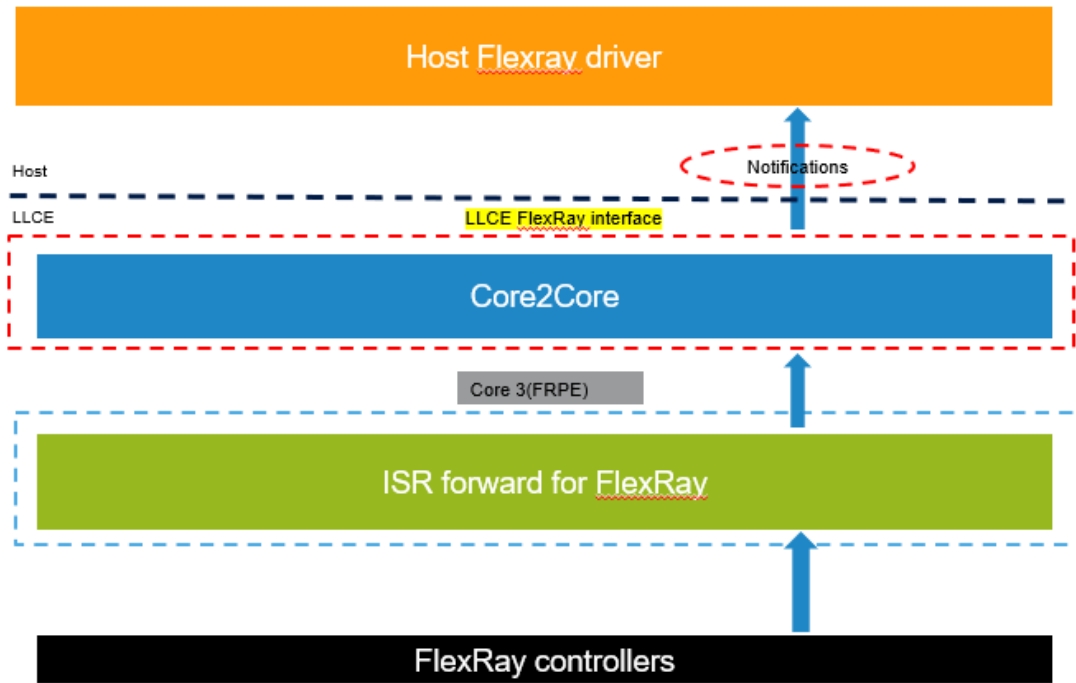 Host Flexray driver
Notifications
Host
LLCE
LLCE FlexRay interface
Core2Core
Core 3(FRPE)
ISR forward for FlexRay
FlexRay controllers